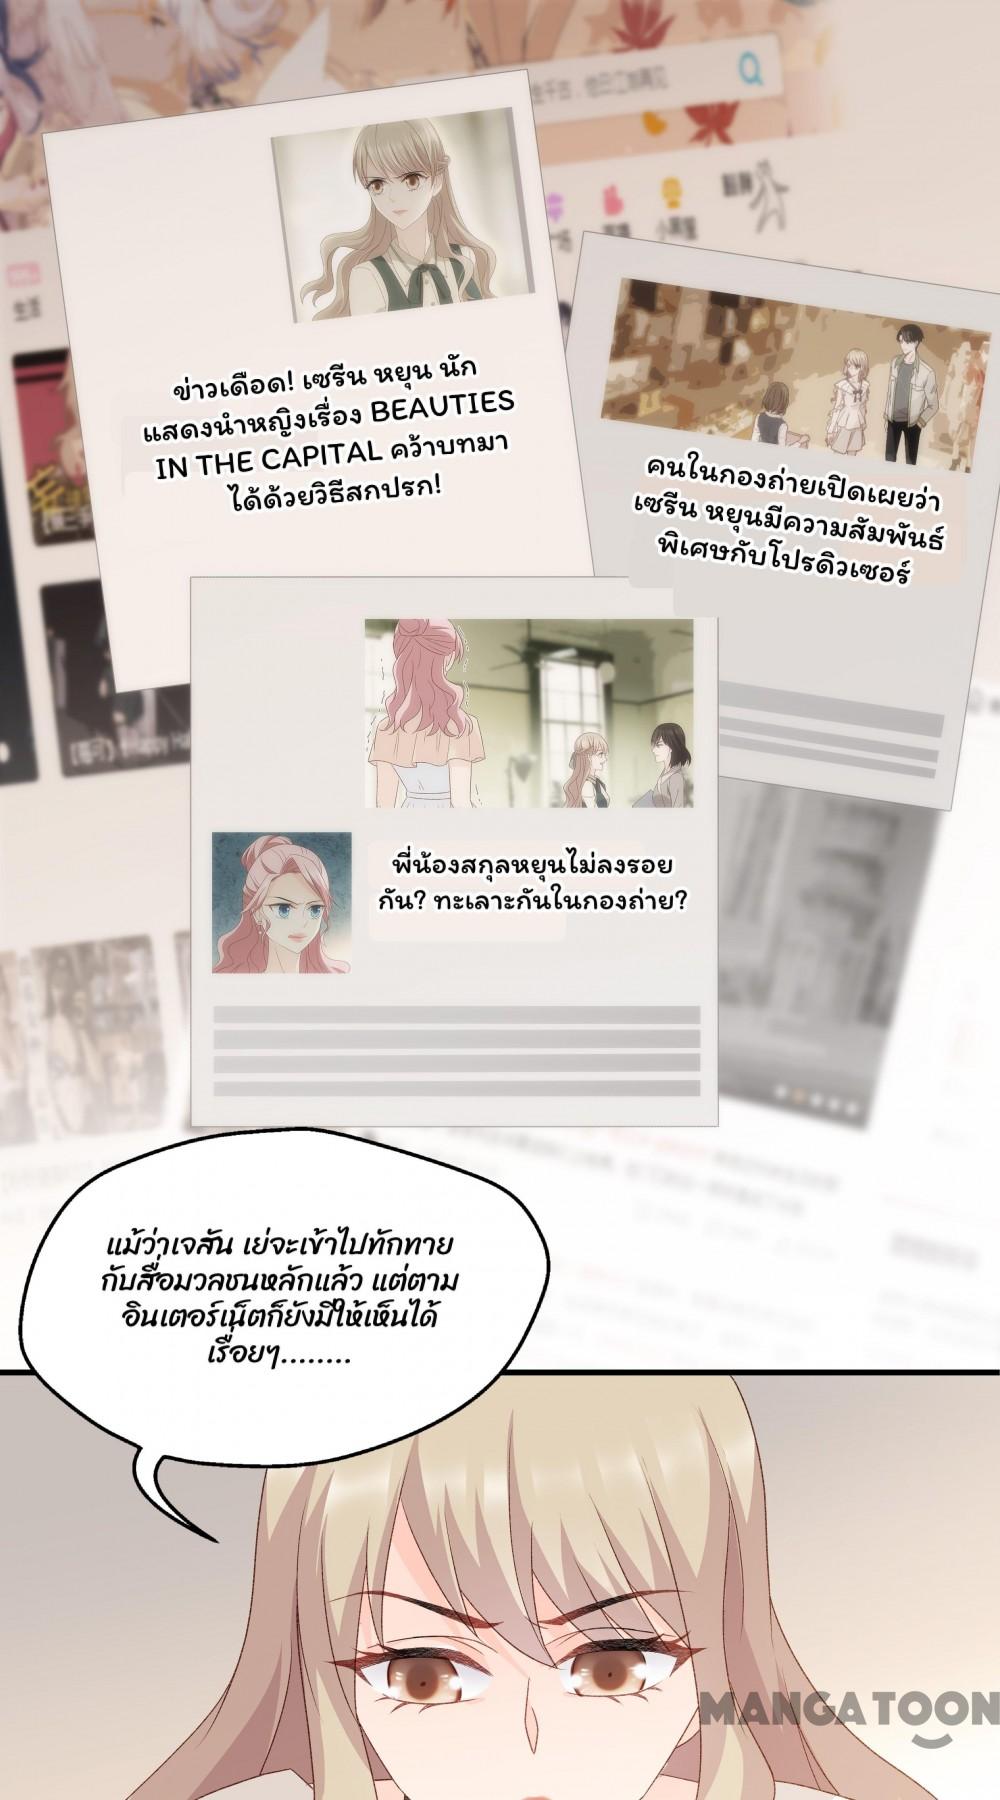 ข่าวเดือด! เซรีน หยุน นัก
แสดงนำหญิงเรื่อง BEAUTIES
IN THE CAPITAL คว้าบทมา
ได้ด้วยวิธีสกปรก!
คนในกองถ่ายเปิดเผยว่า
เซรีน หยุนมีความสัมพันธ์
พิเศษกับโปรดิวเซอร์
พี่น้องสกุลหยุนไม่ลงรอย
กัน? ทะเลาะกันในกองถ่าย?
แม้ว่าเจสัน เย่จะเข้าไปทักทาย
กับสื่อมวลชนหลักแล้ว แต่ตาม
อินเตอร์เน็ตก็ยังมีให้เห็นได้
เรื่อยๆ........
MANGATOON